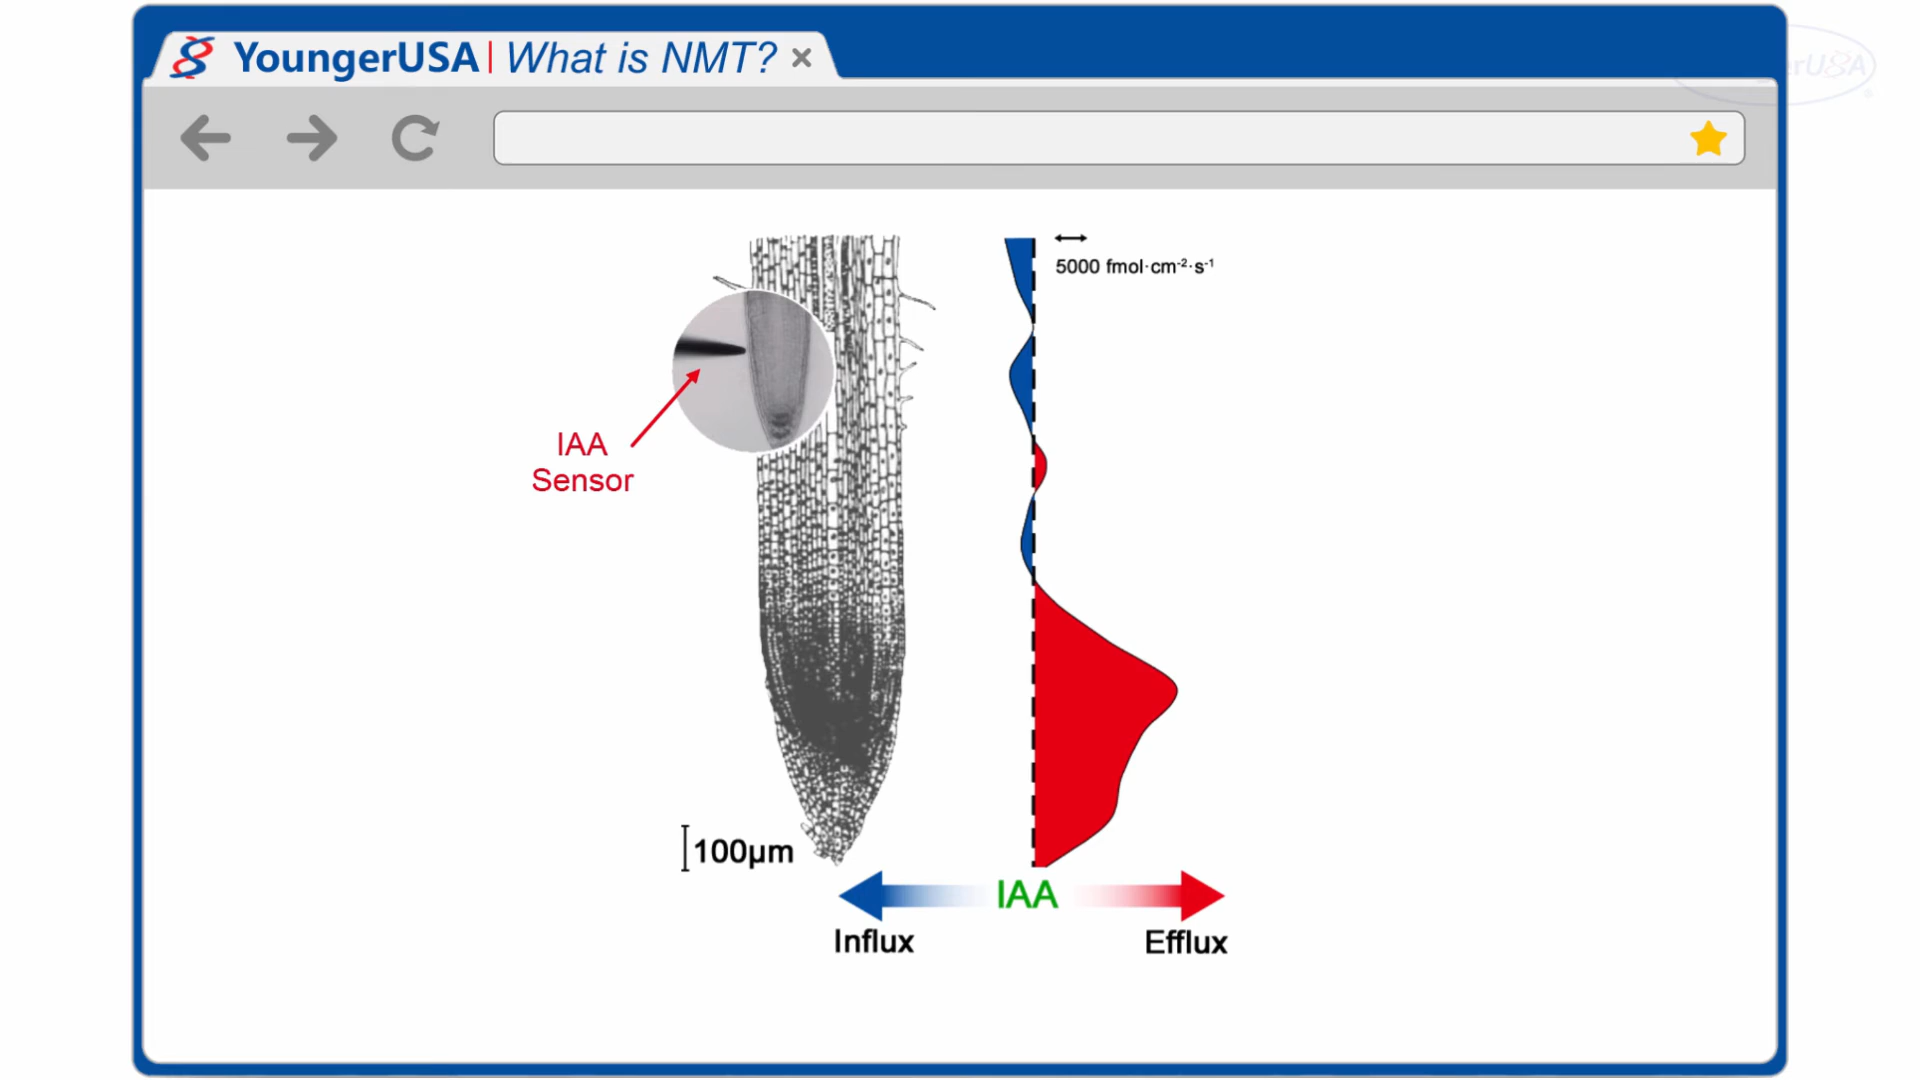 YoungerUSA | What is NMT? ×
5000 fmol·cm⁻²·s⁻¹
IAA
Sensor
100µm
IAA
Influx
Efflux